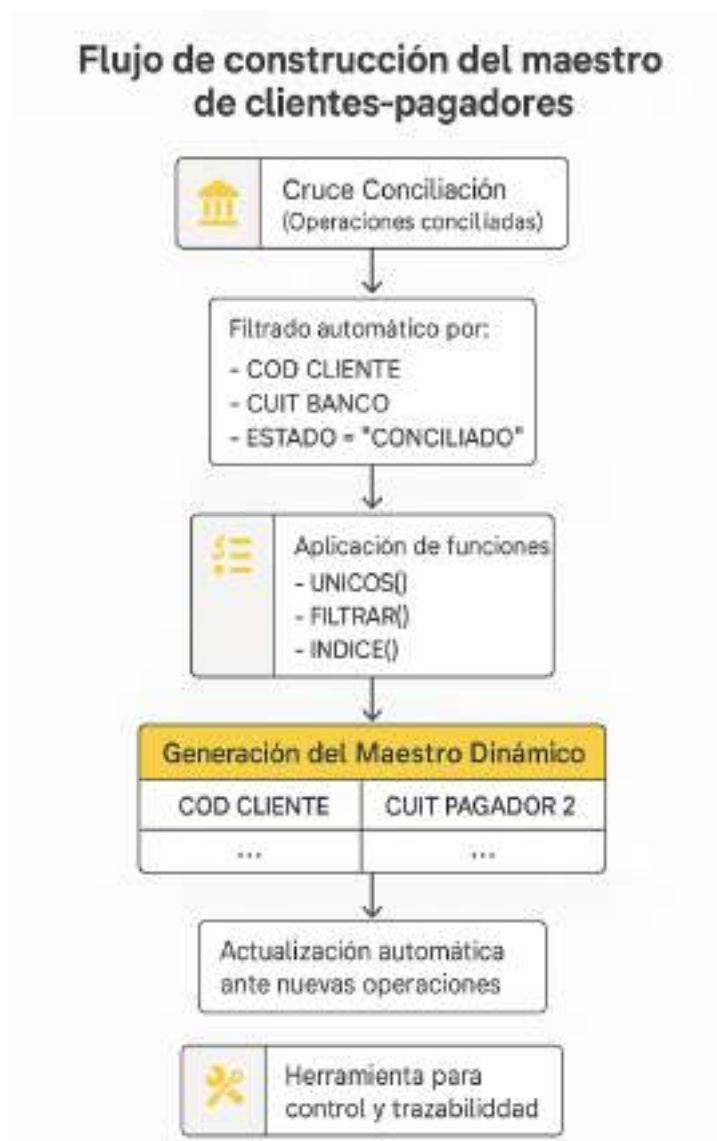 Flujo de construcción del maestro
de clientes-pagadores
Cruce Conciliación
(Operaciones conciliadas)
Filtrado automático por:
- COD CLIENTE
- CUIT BANCO
- ESTADO = "CONCILIADO"
Aplicación de funciones
- UNICOS()
- FILTRAR()
- INDICE()
Generación del Maestro Dinámico
COD CLIENTE CUIT PAGADOR 2
... ...
Actualización automática
ante nuevas operaciones
Herramienta para
control y trazabiliddad